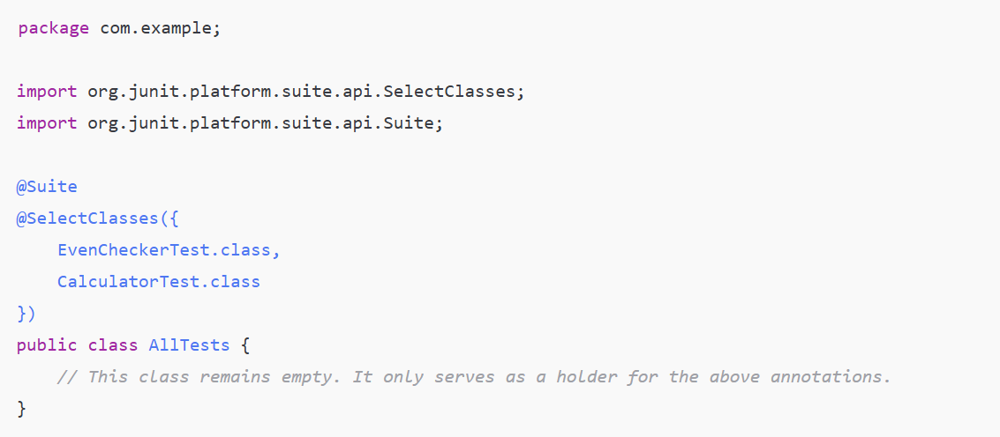 package com.example;
import org.junit.platform.suite.api.SelectClasses;
import org.junit.platform.suite.api.Suite;
@Suite
@SelectClasses({
    EvenCheckerTest.class,
    CalculatorTest.class
})
public class AllTests {
    // This class remains empty. It only serves as a holder for the above annotations.
}